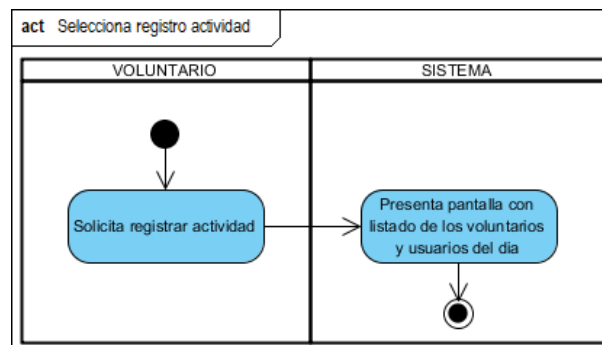 act Selecciona registro actividad
VOLUNTARIO
SISTEMA
Solicita registrar actividad
Presenta pantalla con
listado de los voluntarios
y usuarios del dia